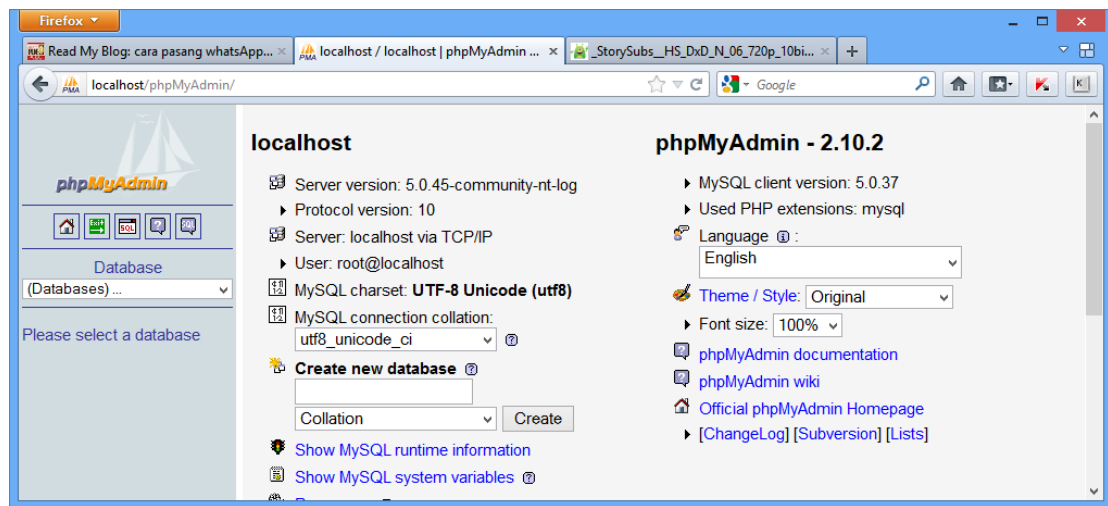 Firefox
Read My Blog: cara pasang whatsApp...
localhost / localhost | phpMyAdmin ...
_StorySubs__HS_DxD_N_06_720p_10bi...
localhost/phpMyAdmin/
Google
phpMyAdmin
SQL
Database
(Databases) ...
Please select a database
localhost
Server version: 5.0.45-community-nt-log
Protocol version: 10
Server: localhost via TCP/IP
User: root@localhost
MySQL charset: UTF-8 Unicode (utf8)
MySQL connection collation:
utf8_unicode_ci
Create new database
Collation
Create
Show MySQL runtime information
Show MySQL system variables
phpMyAdmin - 2.10.2
MySQL client version: 5.0.37
Used PHP extensions: mysql
Language :
English
Theme / Style: Original
Font size: 100%
phpMyAdmin documentation
phpMyAdmin wiki
Official phpMyAdmin Homepage
[ChangeLog] [Subversion] [Lists]